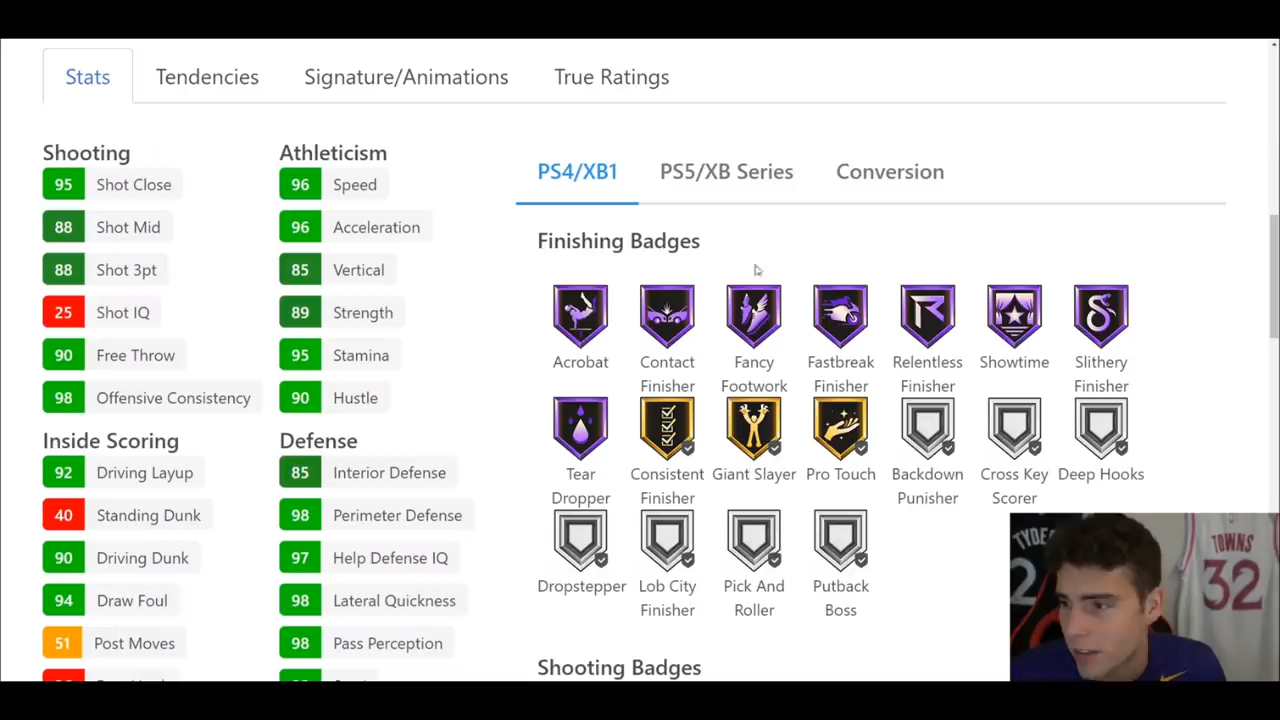 Stats
Tendencies
Signature/Animations
True Ratings
Shooting
95 Shot Close
88 Shot Mid
88 Shot 3pt
25 Shot IQ
90 Free Throw
98 Offensive Consistency
Inside Scoring
92 Driving Layup
40 Standing Dunk
90 Driving Dunk
94 Draw Foul
51 Post Moves
Athleticism
96 Speed
96 Acceleration
85 Vertical
89 Strength
95 Stamina
90 Hustle
Defense
85 Interior Defense
98 Perimeter Defense
97 Help Defense IQ
98 Lateral Quickness
98 Pass Perception
PS4/XB1
PS5/XB Series
Conversion
Finishing Badges
Acrobat
Contact
Finisher
Fancy
Footwork
Fastbreak
Finisher
Relentless
Finisher
Showtime
Slithery
Finisher
Tear
Dropper
Consistent
Finisher
Giant Slayer
Pro Touch
Backdown
Punisher
Cross Key
Scorer
Deep Hooks
Dropstepper
Lob City
Finisher
Pick And
Roller
Putback
Boss
Shooting Badges
TOWNS
32